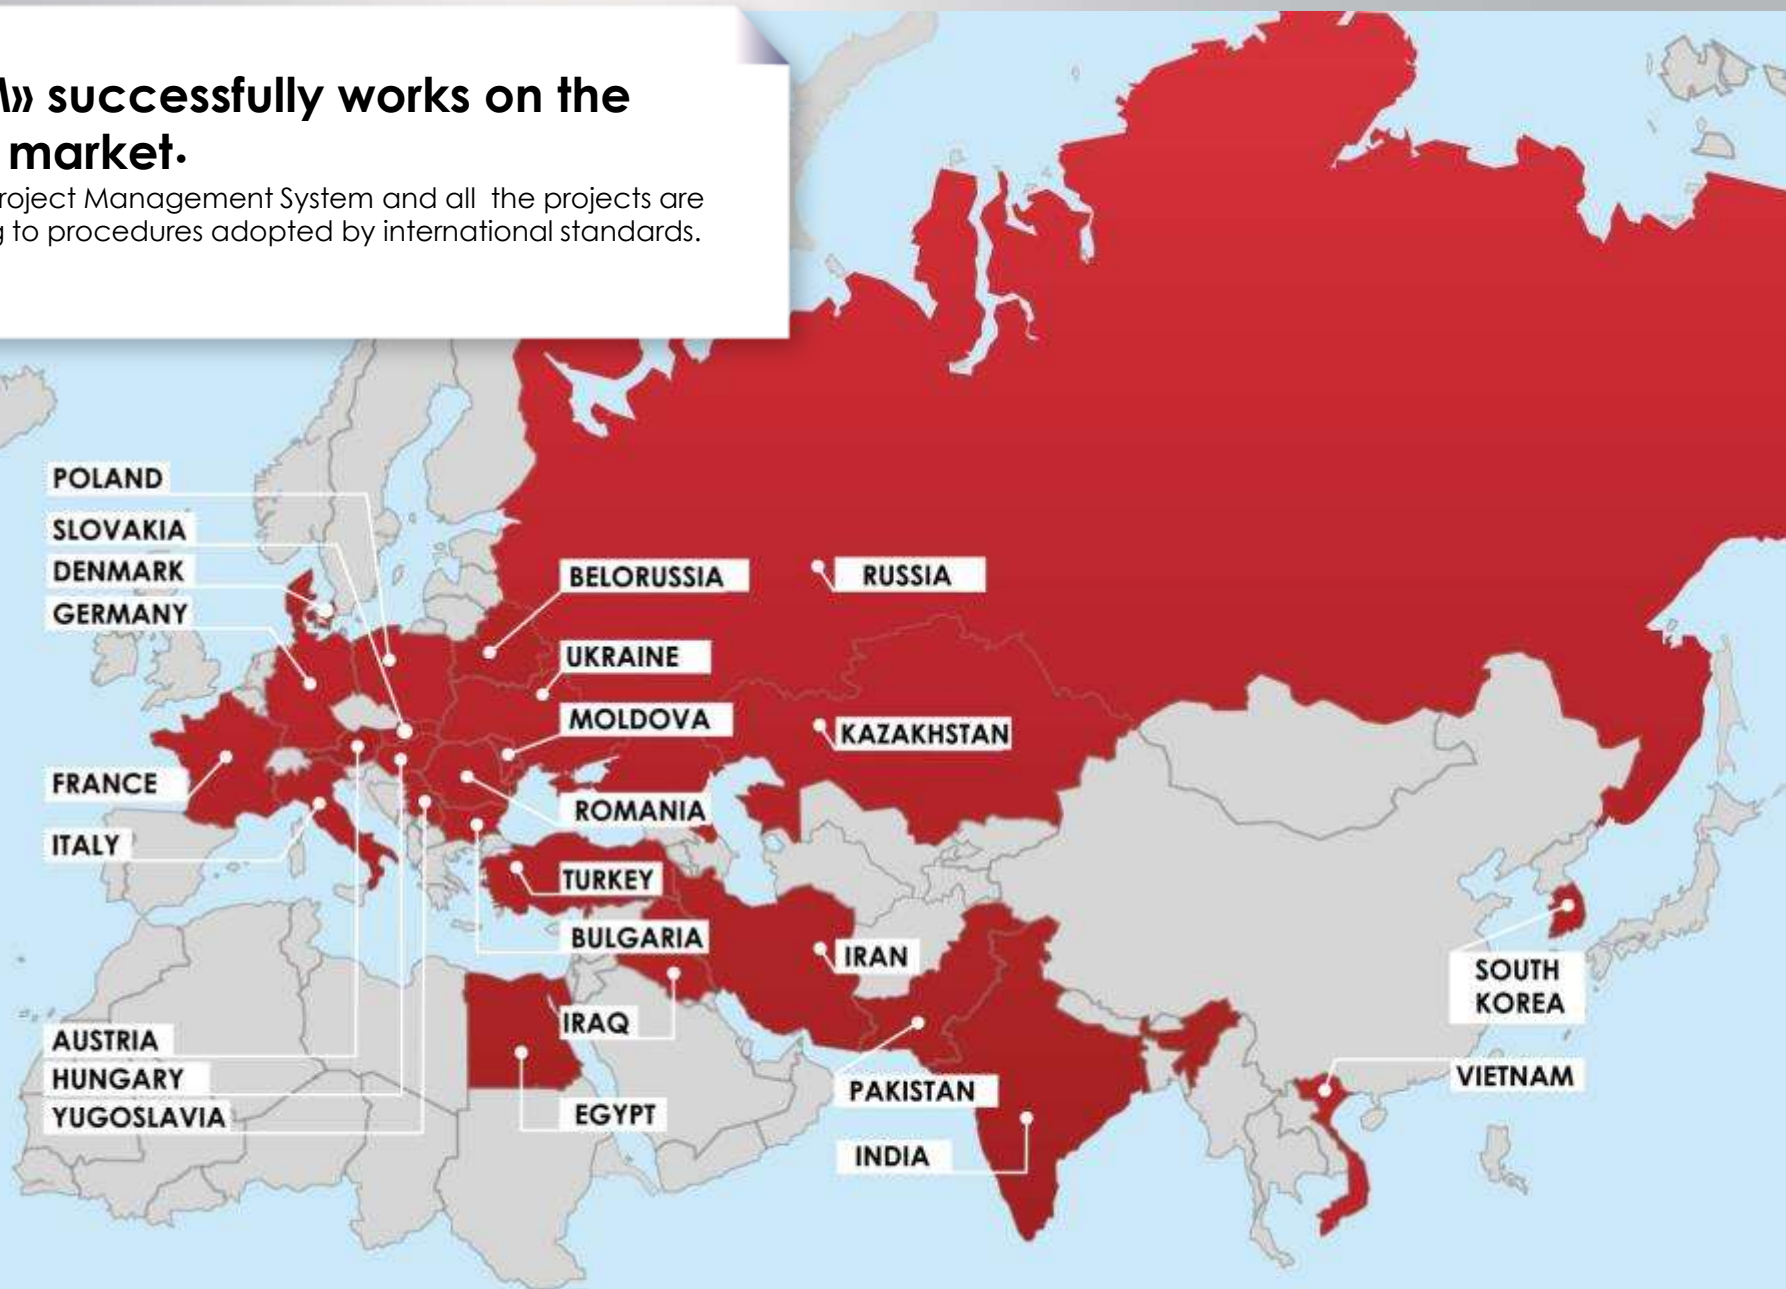 » successfully works on the
market.
roject Management System and all the projects are
g to procedures adopted by international standards.
POLAND
SLOVAKIA
DENMARK
GERMANY
BELORUSSIA
RUSSIA
UKRAINE
MOLDOVA
KAZAKHSTAN
FRANCE
ROMANIA
ITALY
TURKEY
BULGARIA
IRAN
SOUTH
KOREA
IRAQ
AUSTRIA
HUNGARY
YUGOSLAVIA
EGYPT
PAKISTAN
VIETNAM
INDIA